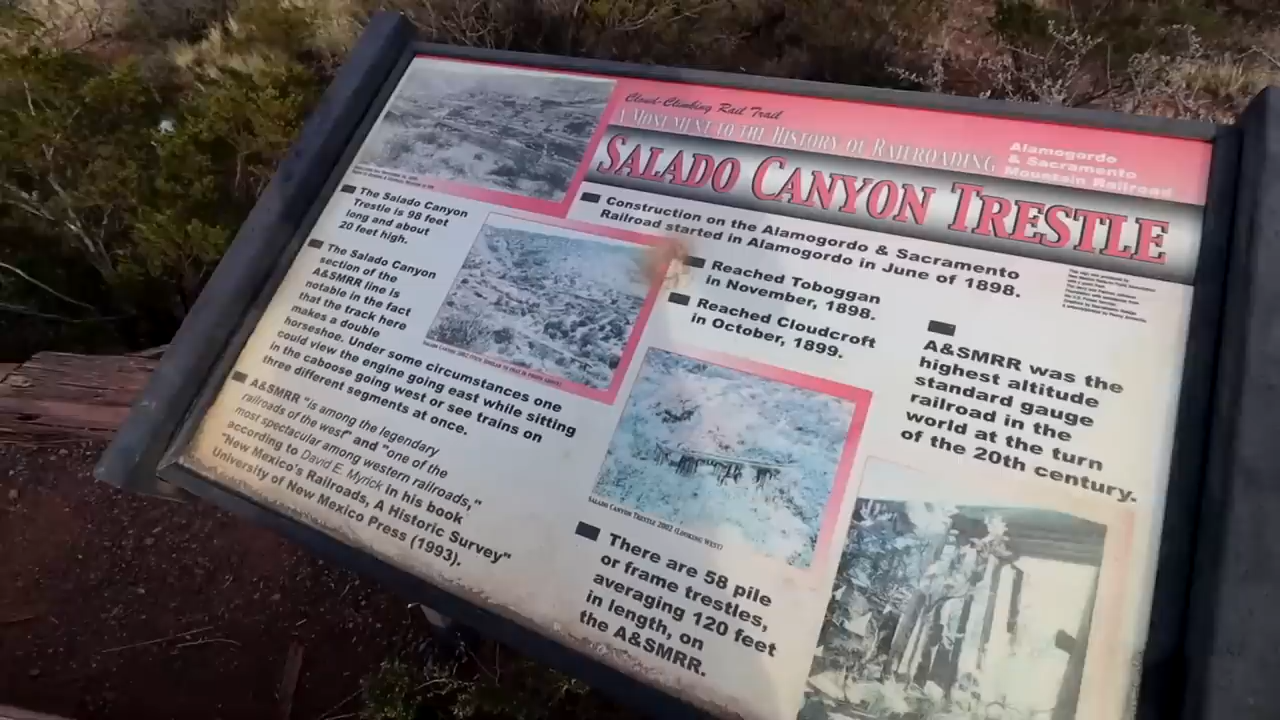 Cloud-Climbing Rail Trail
A MONUMENT TO THE HISTORY OF RAILROADING
Alamogordo
& Sacramento
Mountain Railroad
SALADO CANYON TRESTLE
Construction on the Alamogordo & Sacramento
Railroad started in Alamogordo in June of 1898.
Reached Toboggan
in November, 1898.
Reached Cloudcroft
in October, 1899.
The Salado Canyon
Trestle is 98 feet
long and about
20 feet high.
The Salado Canyon
section of the
A&SMRR line is
notable in the fact
that the track here
makes a double
horseshoe. Under some circumstances one
could view the engine going east while sitting
in the caboose going west or see trains on
three different segments at once.
A&SMRR "is among the legendary
railroads of the west" and "one of the
most spectacular among western railroads,"
according to David E. Myrick in his book
"New Mexico's Railroads, A Historic Survey"
University of New Mexico Press (1993).
SALADO CANYON TRESTLE 2002 (LOOKING WEST)
There are 58 pile
or frame trestles,
averaging 120 feet
in length, on
the A&SMRR.
A&SMRR was the
highest altitude
standard gauge
railroad in the
world at the turn
of the 20th century.